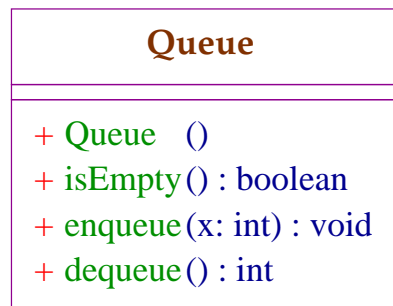 Queue
+ Queue ()
+ isEmpty() : boolean
+ enqueue(x: int) : void
+ dequeue() : int